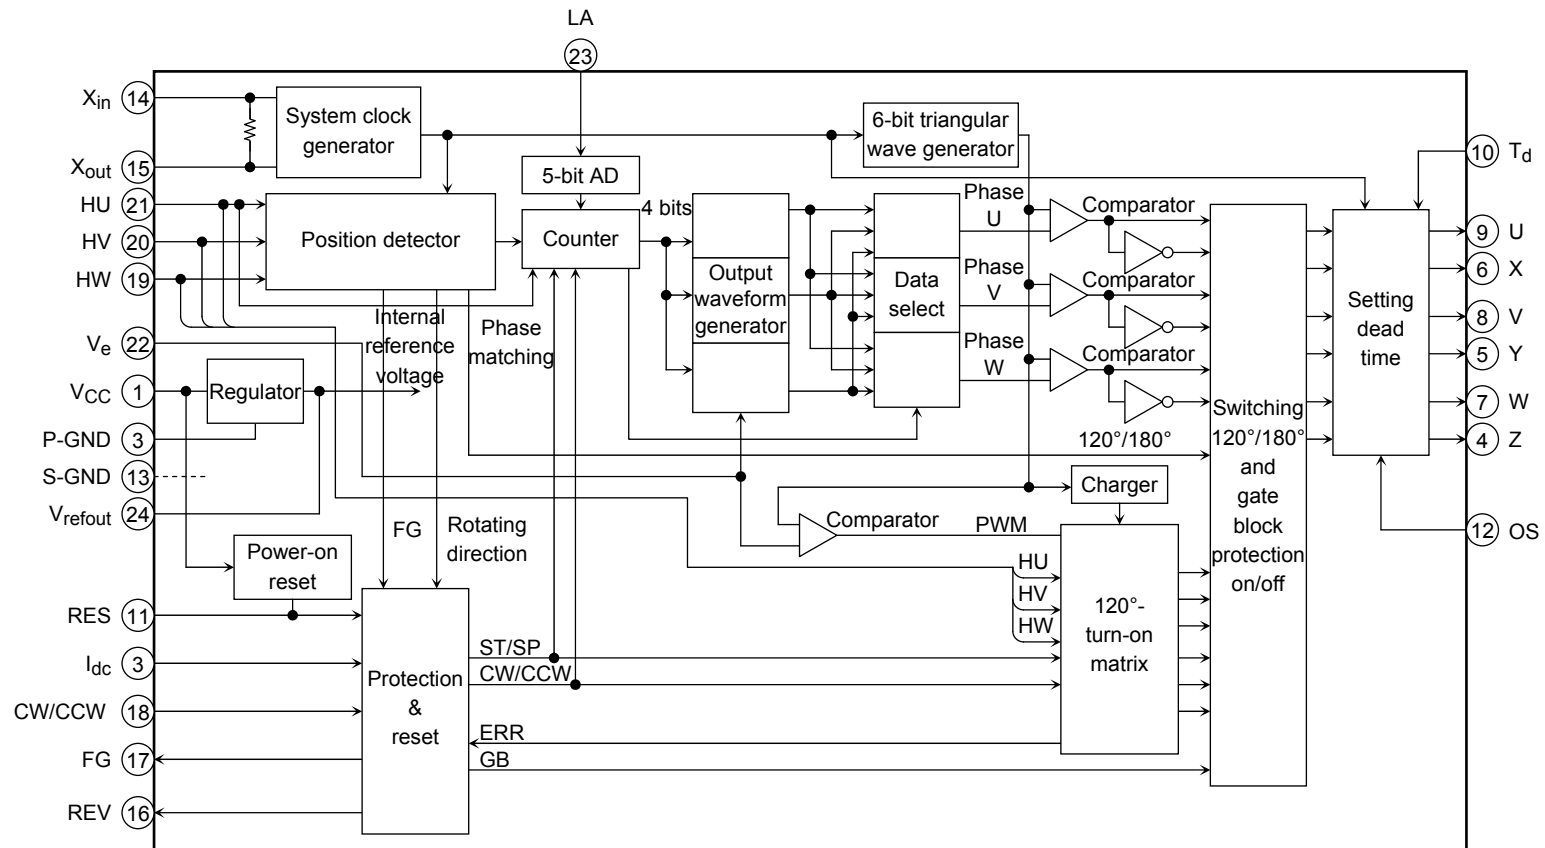 LA
23
Xin 14
System clock
generator
6-bit triangular
wave generator
10 Td
Xout 15
5-bit AD
HU 21
4 bits
Phase
U
Comparator
HV 20
Position detector
Counter
9 U
HW 19
Output
waveform
generator
Data
select
Phase
V
Comparator
6 X
Setting
dead
time
Internal
reference
voltage
Phase
matching
8 V
Ve 22
Phase
W
Comparator
5 Y
VCC 1
Regulator
7 W
Switching
120°/180°
and
gate
block
protection
on/off
P-GND 3
120°/180°
4 Z
S-GND 13
Charger
Vrefout 24
FG
Rotating
direction
Comparator
PWM
12 OS
Power-on
reset
HU
HV
HW
120°-
turn-on
matrix
RES 11
ST/SP
Idc 3
CW/CCW
Protection
&
reset
CW/CCW 18
ERR
FG 17
GB
REV 16